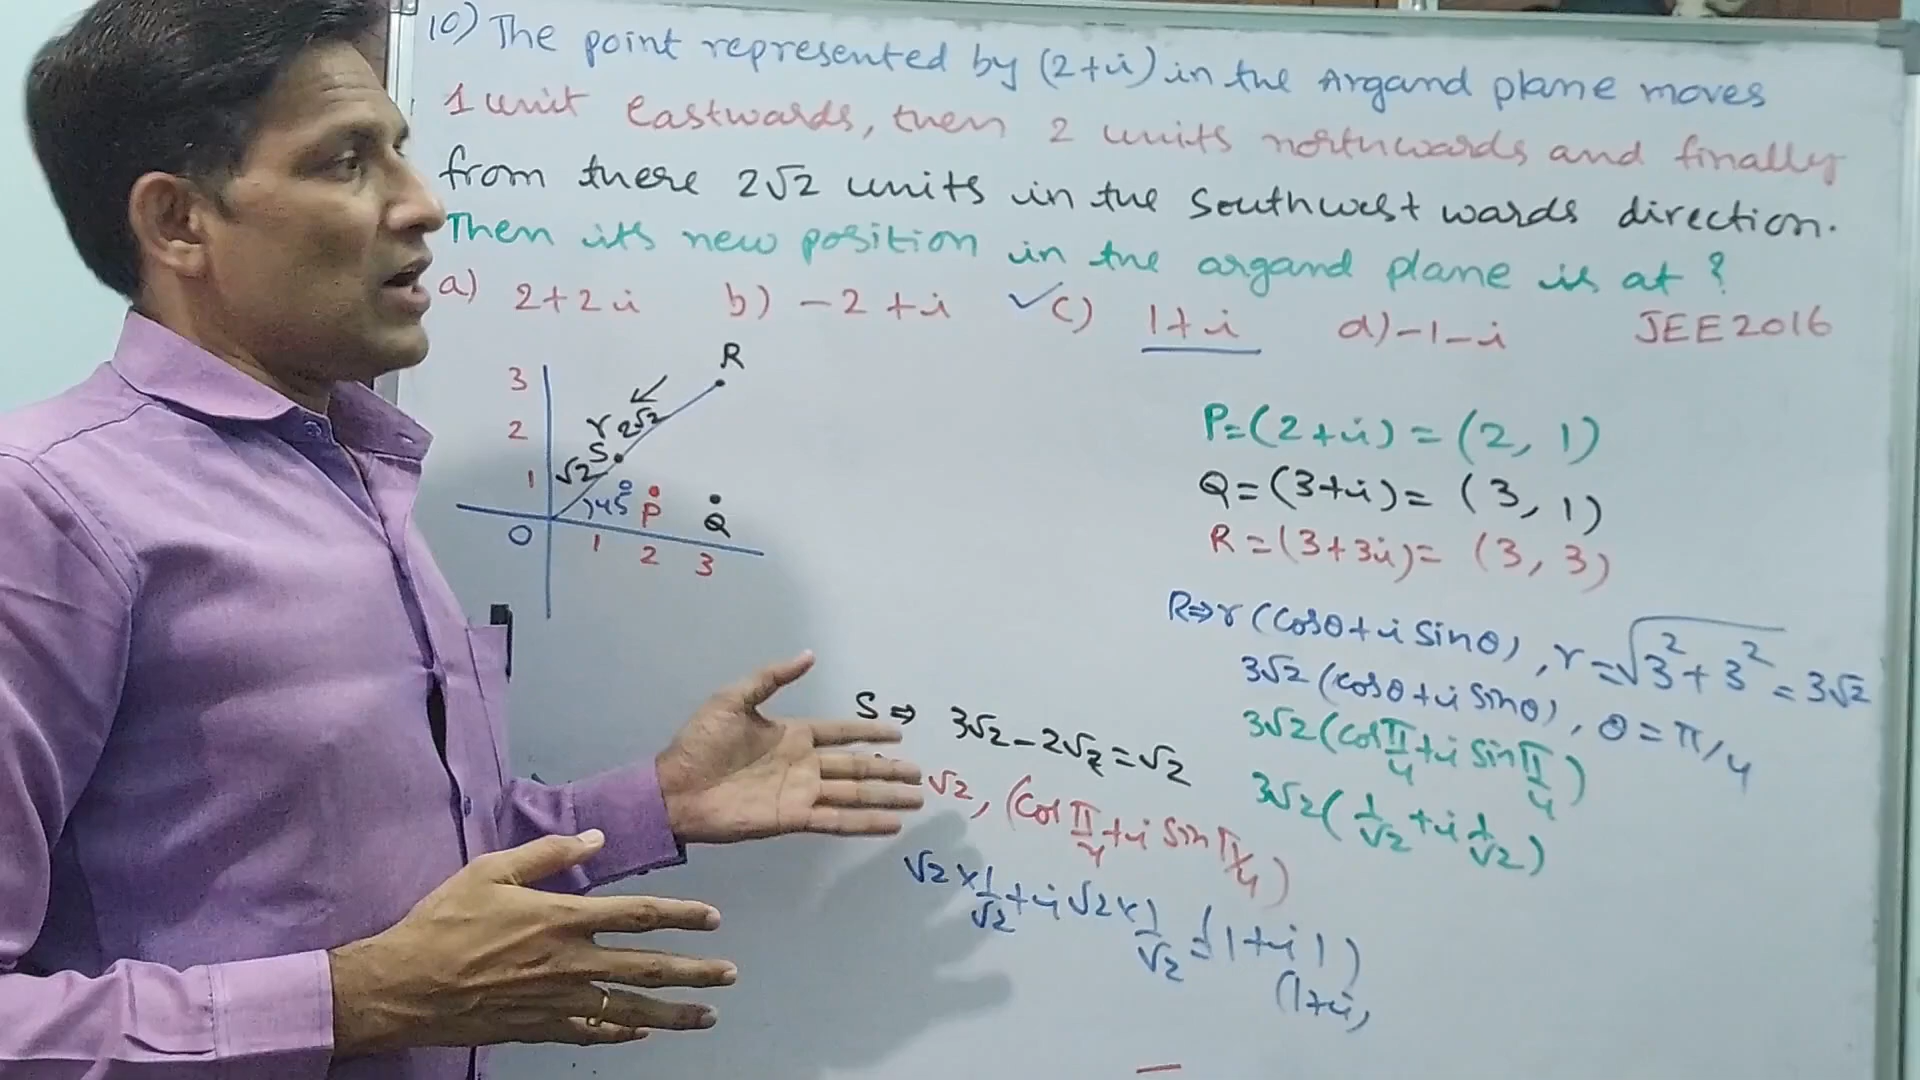 10) The point represented by (2+i) in the Argand plane moves
1 unit eastwards, then 2 units northwards and finally
from there 2√2 units in the southwest wards direction.
Then its new position in the argand plane is at ?
a) 2+2i b) -2+i ✓c) 1+i d) -1-i JEE 2016
R
3
2
1
r 2√2
S
√2
45
P
Q
O 1 2 3
P=(2+i)=(2, 1)
Q=(3+i)=(3, 1)
R=(3+3i)=(3, 3)
R⇒r(cosθ+i sinθ), r=√3²+3² = 3√2
3√2(cosθ+i sinθ), θ=π/4
3√2(cos π/4 +i sin π/4)
3√2(1/√2 +i 1/√2)
S⇒ 3√2-2√2=√2
√2, (cos π/4 +i sin π/4)
√2×1/√2 +i√2×1/√2 =(1+i1)
(1+i,